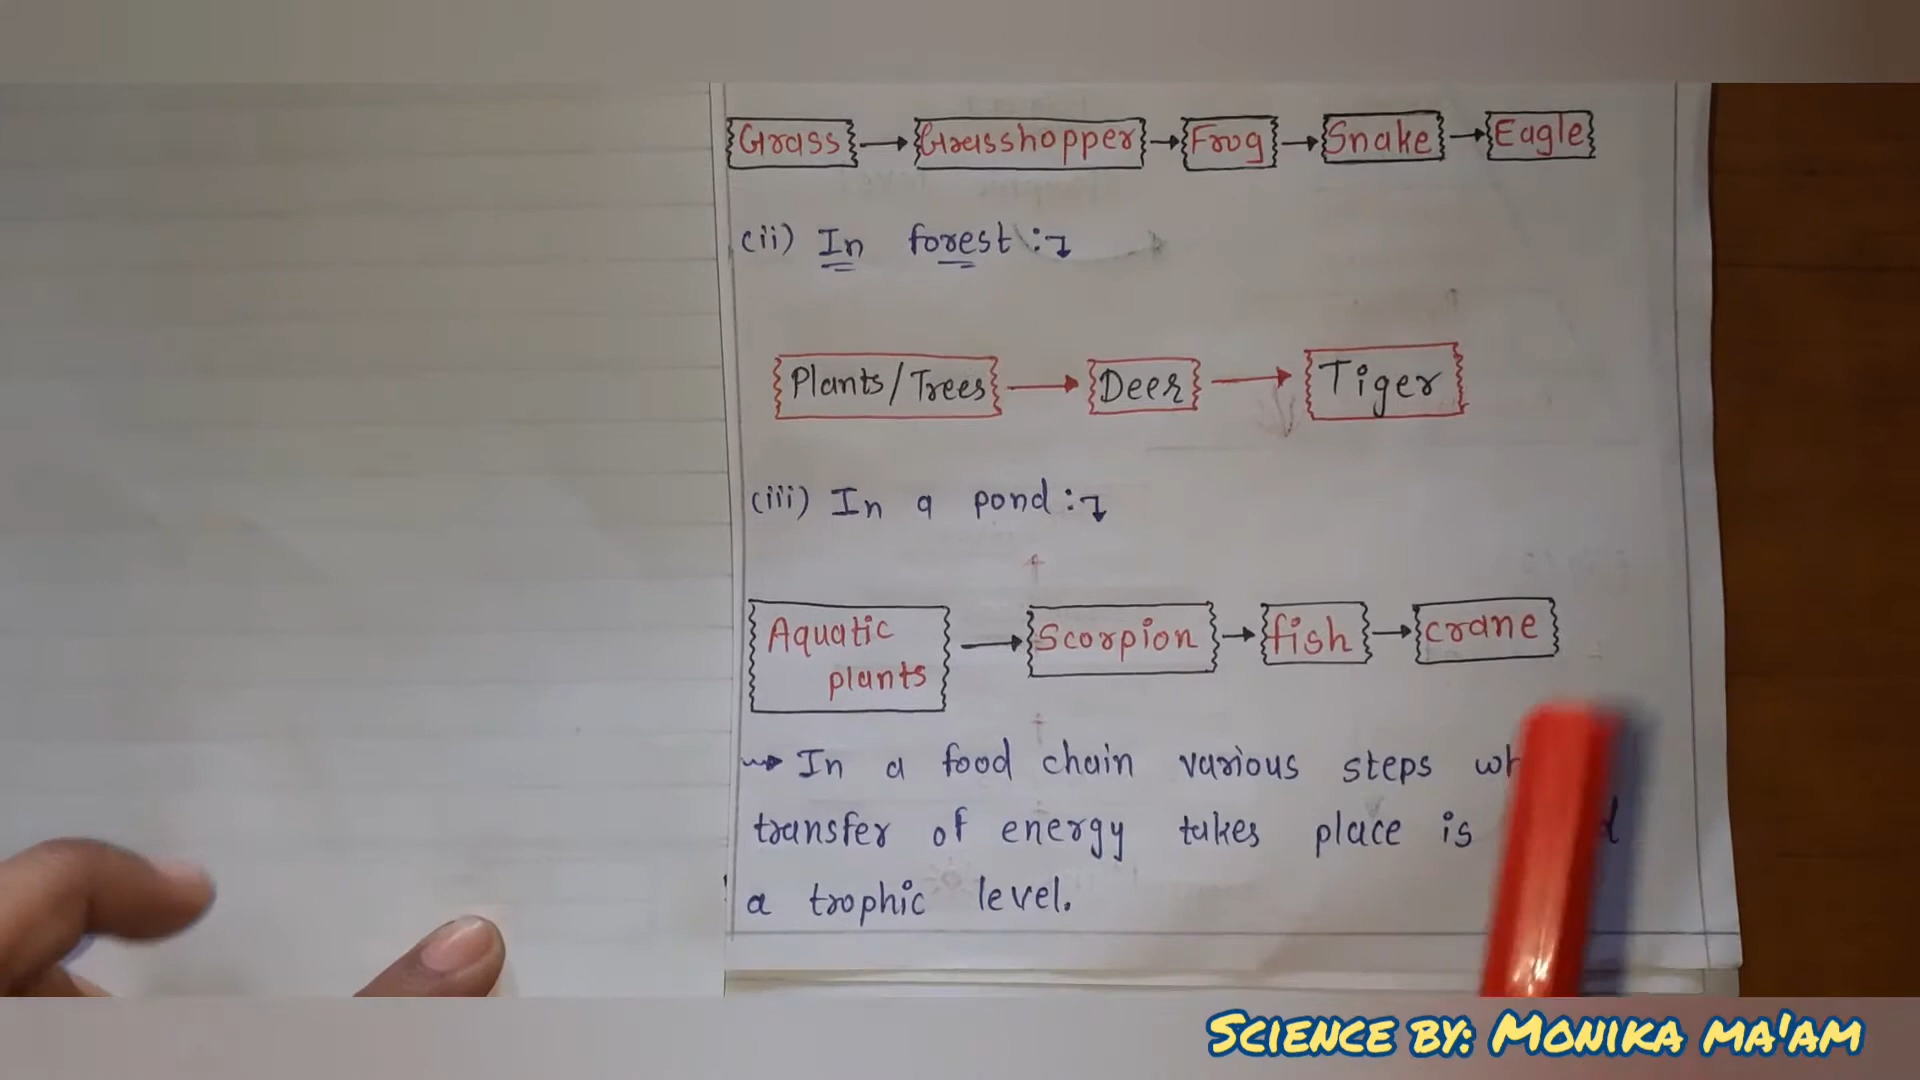 Grass → Grasshopper → Frog → Snake → Eagle
(ii) In forest :
Plants/Trees → Deer → Tiger
(iii) In a pond :
Aquatic plants → Scorpion → fish → crane
In a food chain various steps
transfer of energy takes place is
a trophic level.
SCIENCE BY: MONIKA MA'AM